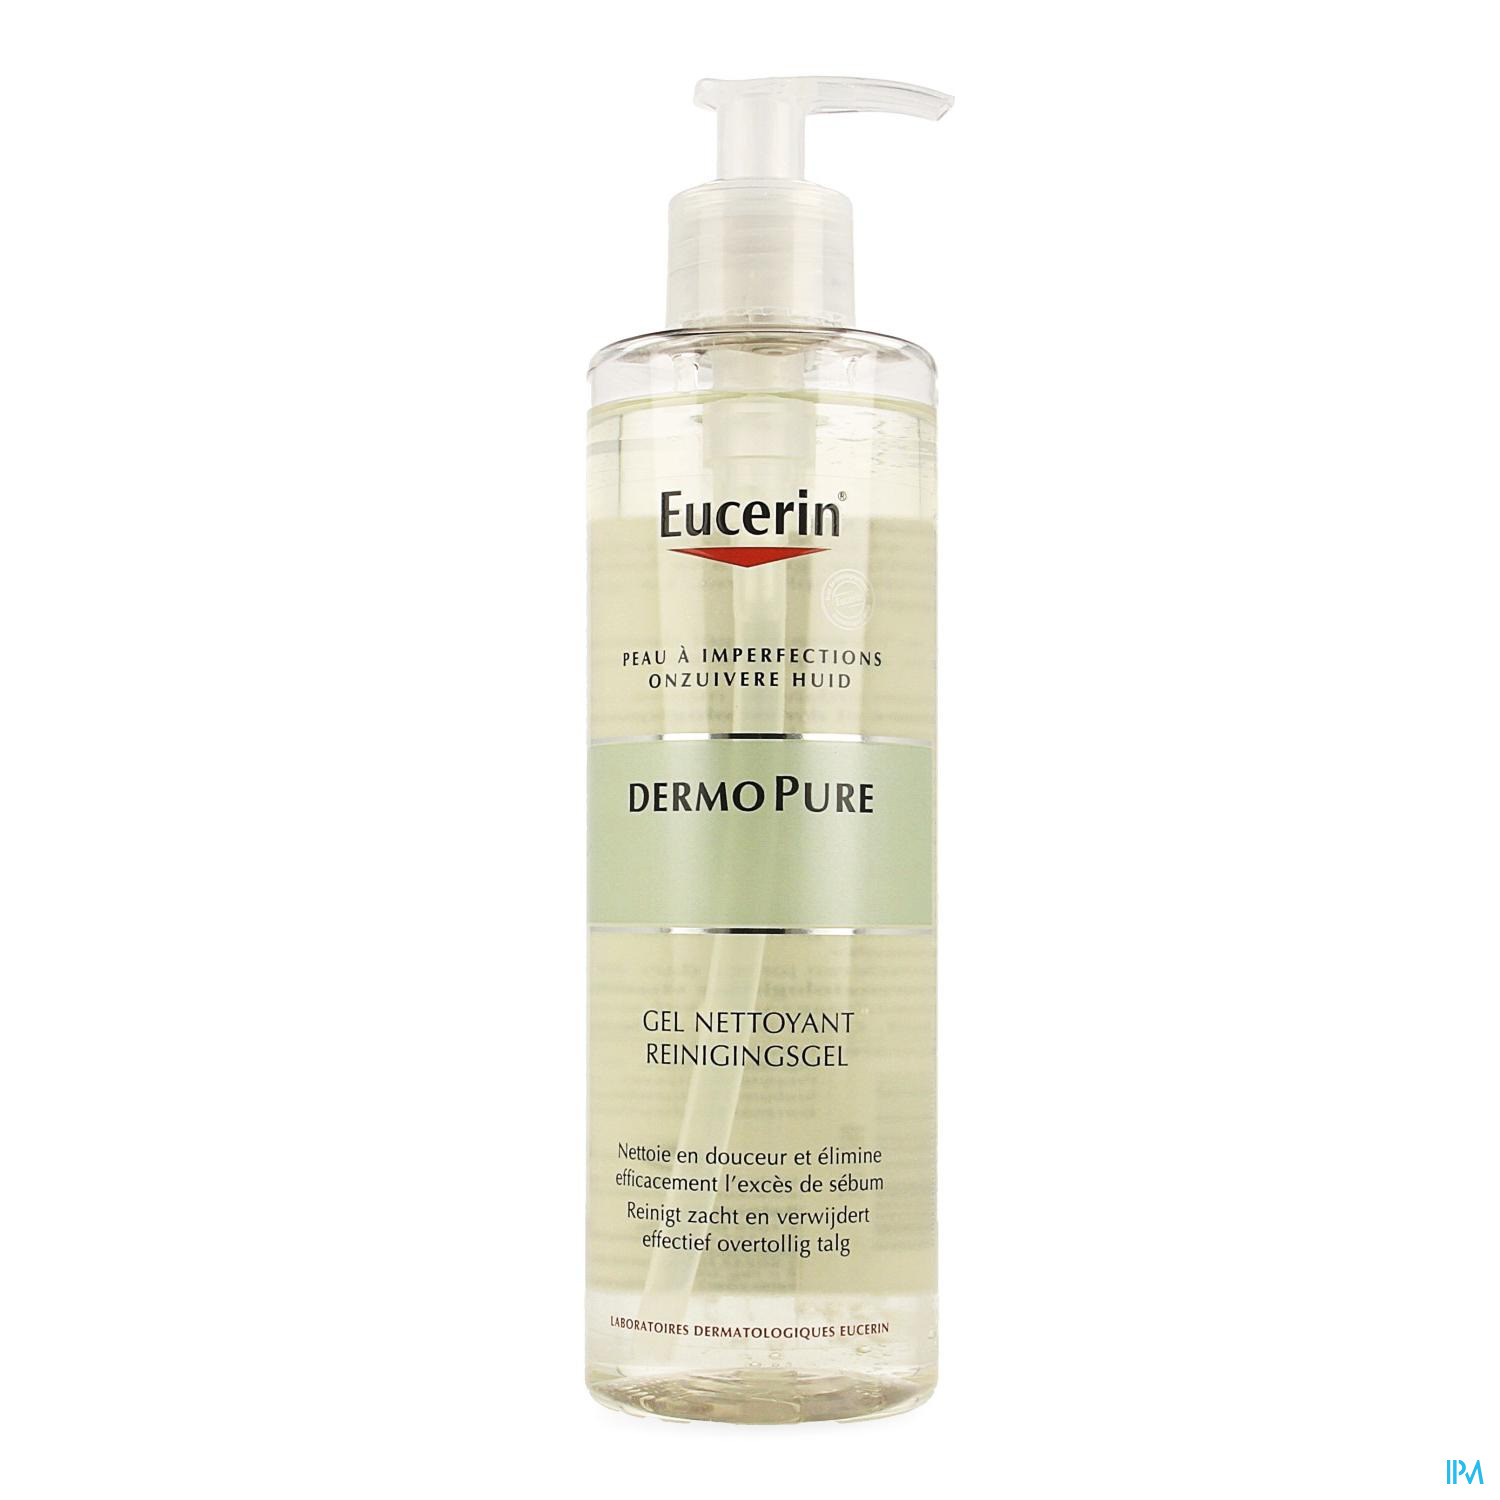 Eucerin®
PEAU À IMPERFECTIONS
ONZUIVERE HUID
DERMOPURE
GEL NETTOYANT
REINIGINGSGEL
Nettoie en douceur et élimine
efficacement l'excès de sébum
Reinigt zacht en verwijdert
effectief overtollig talg
LABORATOIRES DERMATOLOGIQUES EUCERIN
IPM